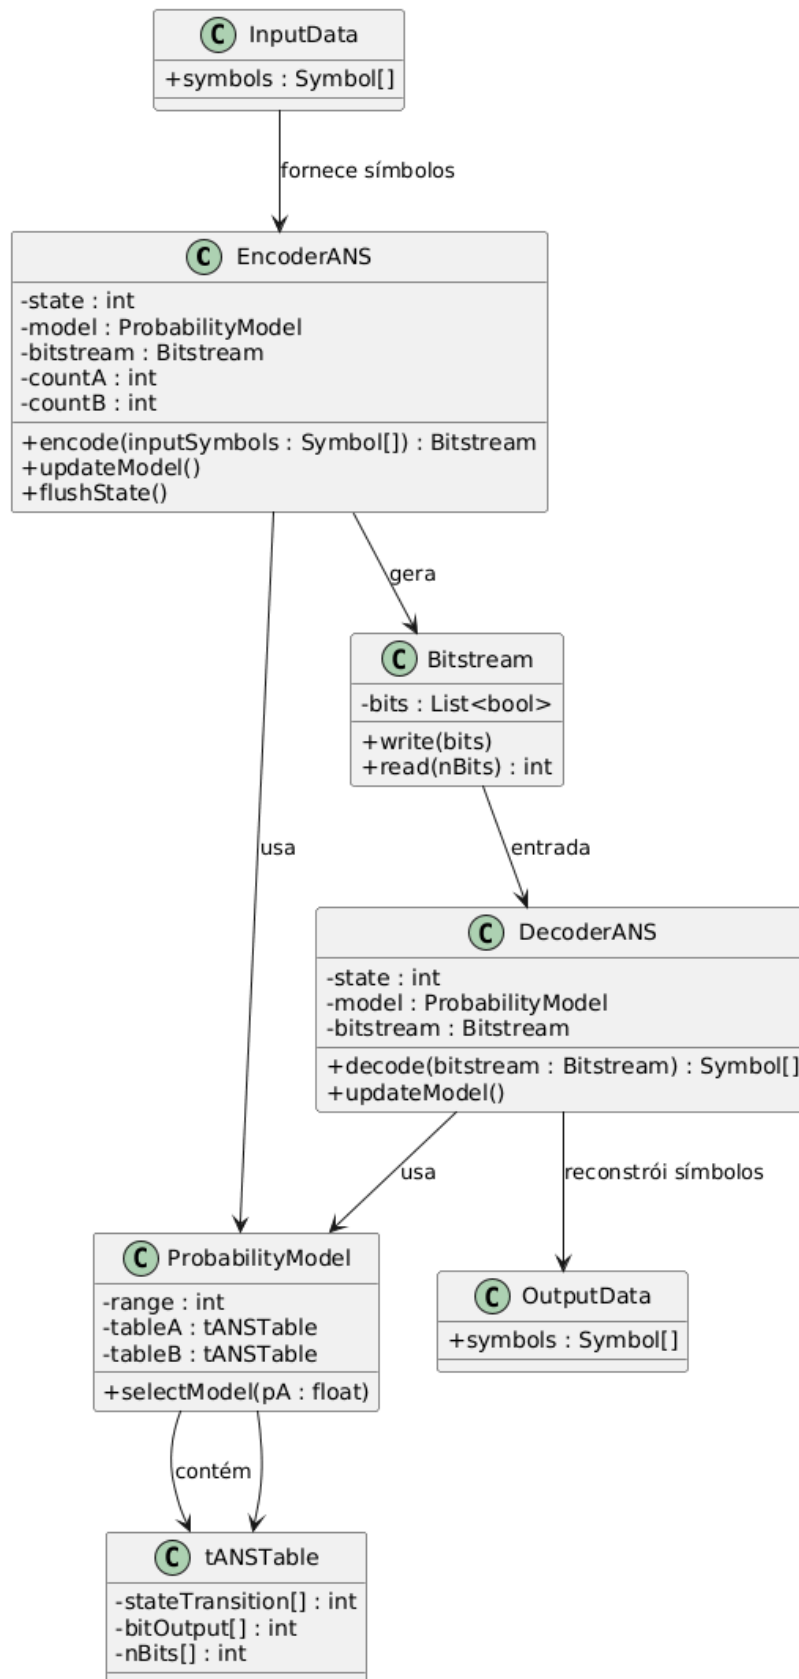 C InputData
+symbols : Symbol[]
fornece símbolos
C EncoderANS
-state : int
-model : ProbabilityModel
-bitstream : Bitstream
-countA : int
-countB : int
+encode(inputSymbols : Symbol[]) : Bitstream
+updateModel()
+flushState()
gera
C Bitstream
-bits : List<bool>
+write(bits)
+read(nBits) : int
usa
entrada
C DecoderANS
-state : int
-model : ProbabilityModel
-bitstream : Bitstream
+decode(bitstream : Bitstream) : Symbol[]
+updateModel()
usa
reconstrói símbolos
C ProbabilityModel
-range : int
-tableA : tANSTable
-tableB : tANSTable
+selectModel(pA : float)
C OutputData
+symbols : Symbol[]
contém
C tANSTable
-stateTransition[] : int
-bitOutput[] : int
-nBits[] : int